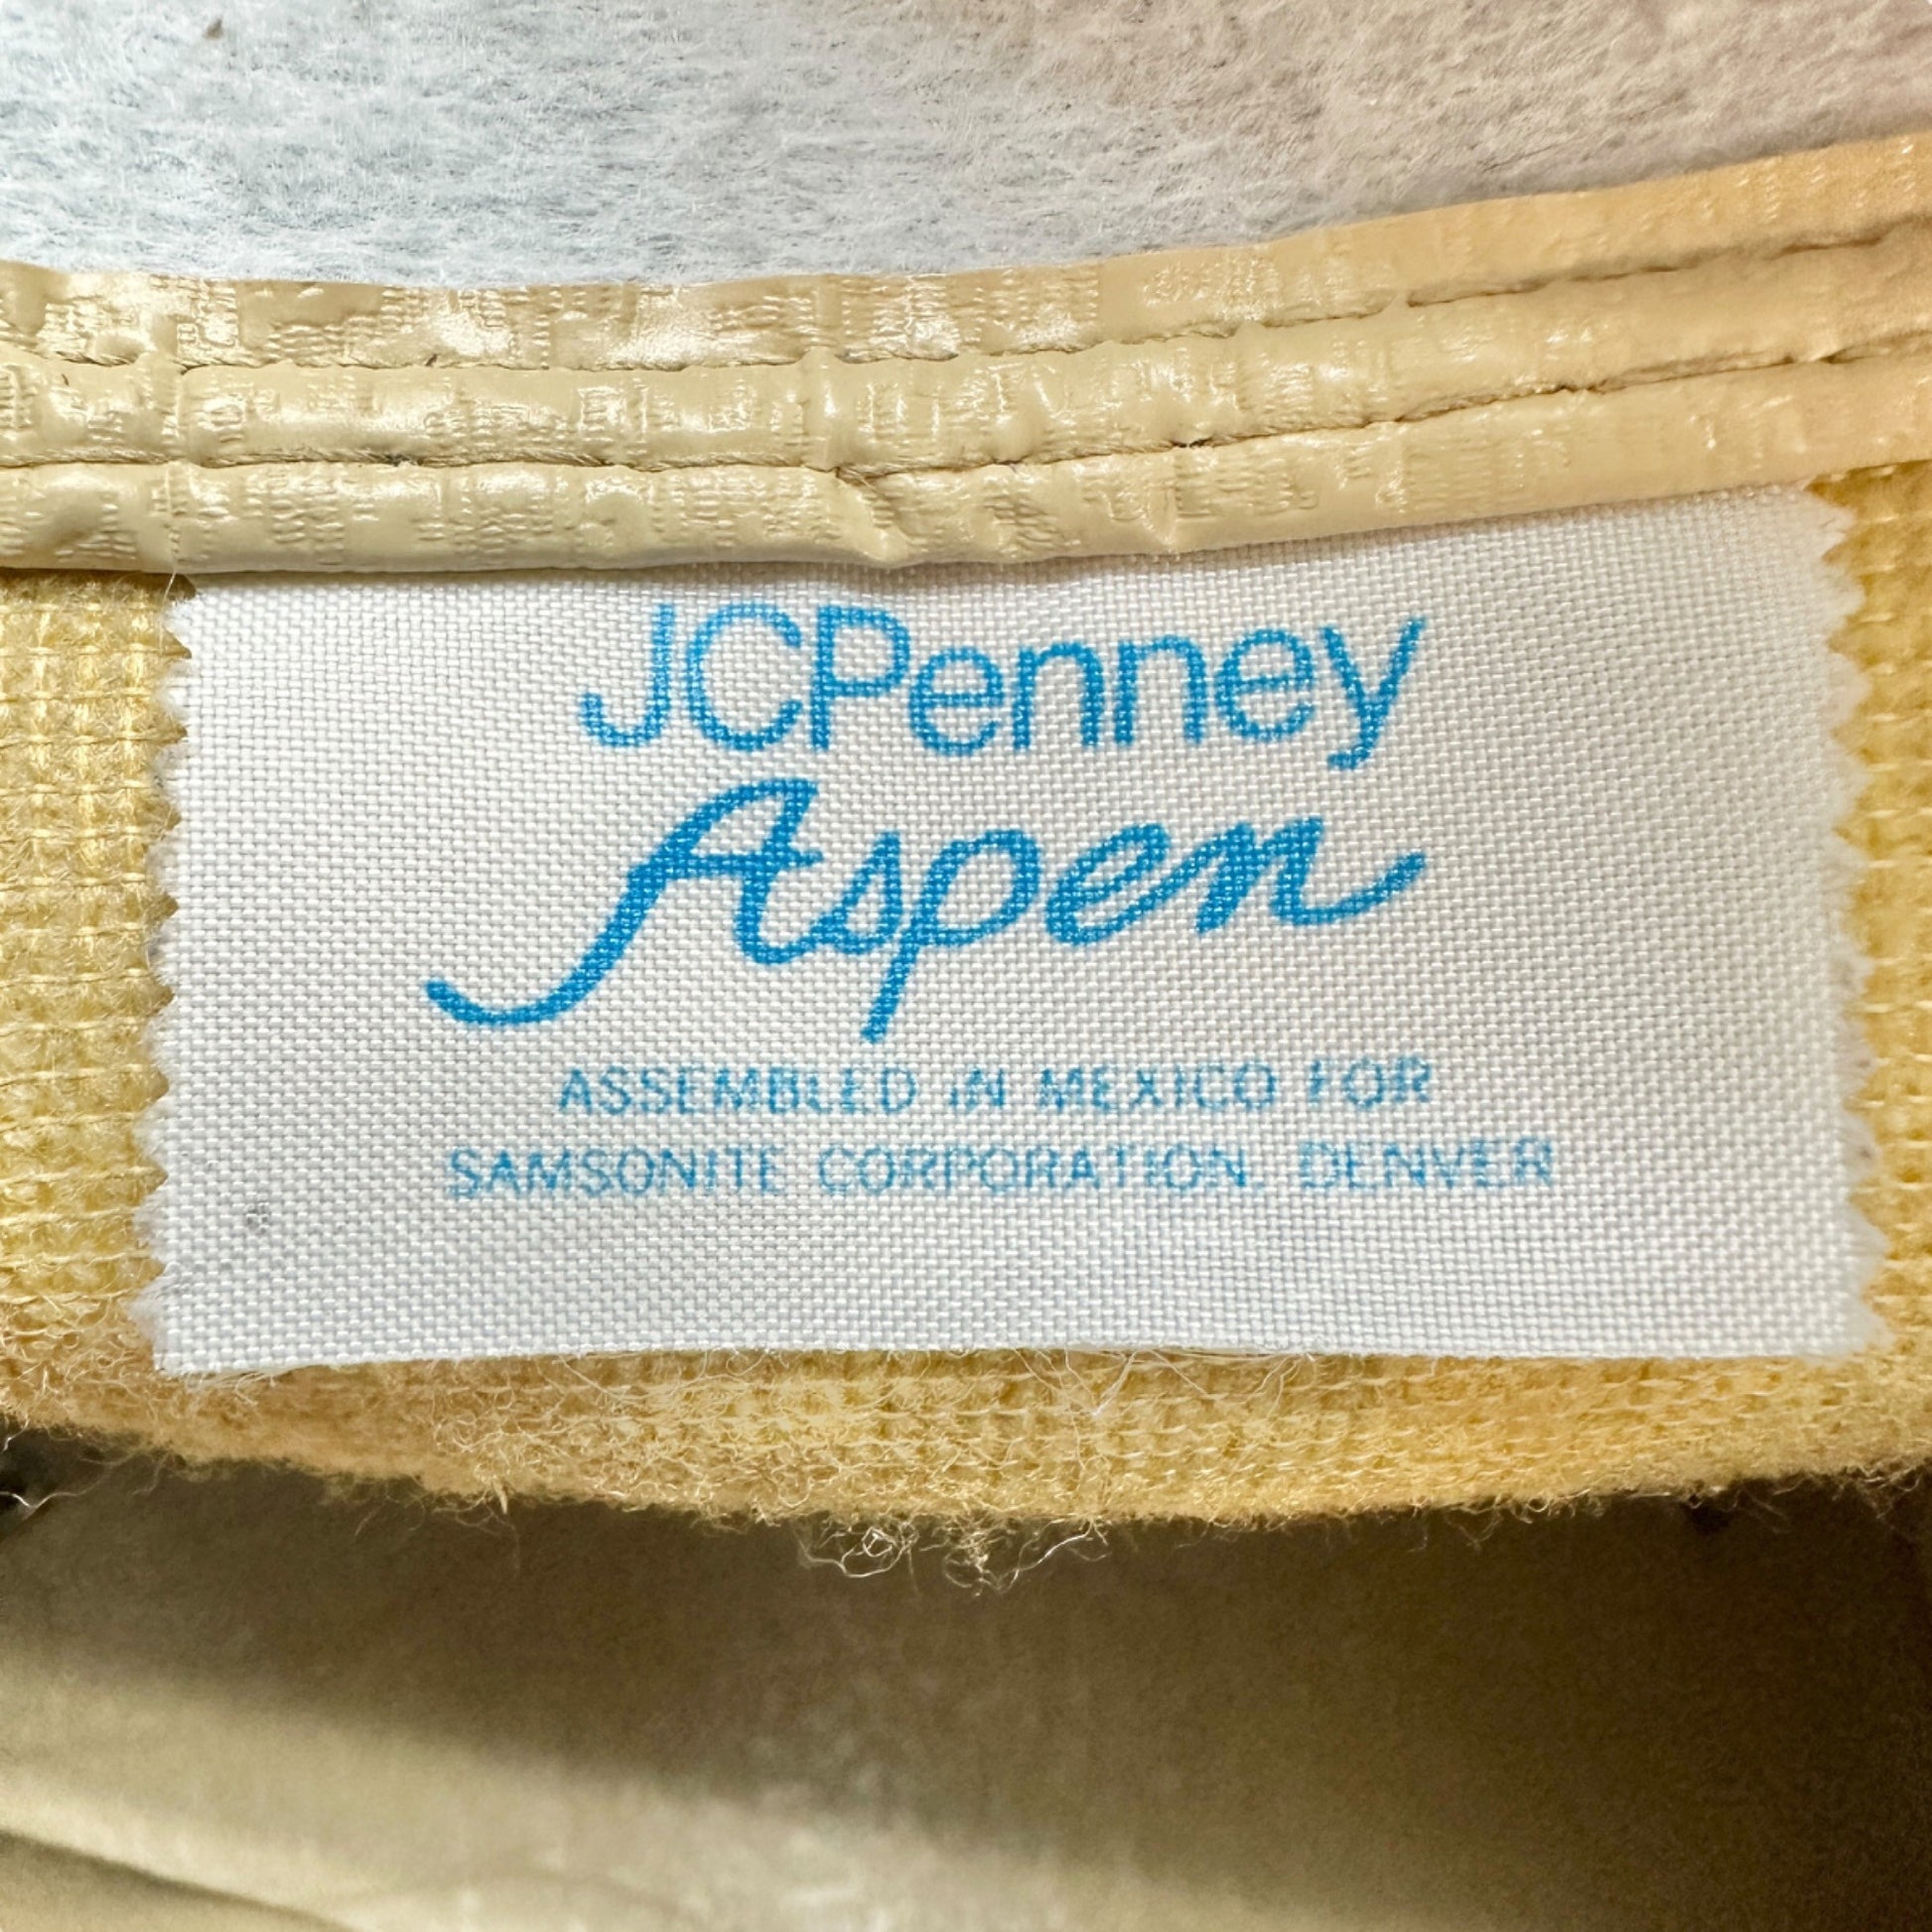 JCPenney
Aspen
ASSEMBLED IN MEXICO FOR
SAMSONITE CORPORATION, DENVER